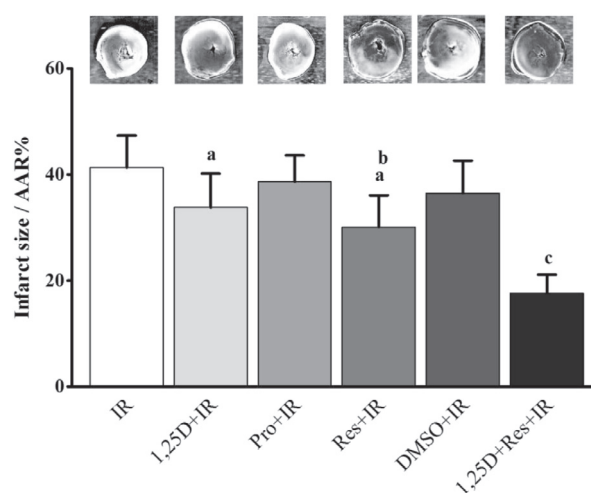 60
40
20
0
Infarct size / AAR%
a
b
a
c
IR
1,25D+IR
Pro+IR
Res+IR
DMSO+IR
1,25D+Res+IR